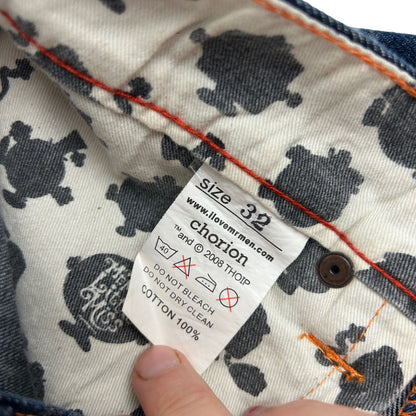 size 32
www.ilovemrmen.com
chorion
™ and © 2008 THOIP
40
DO NOT BLEACH
DO NOT DRY CLEAN
COTTON 100%